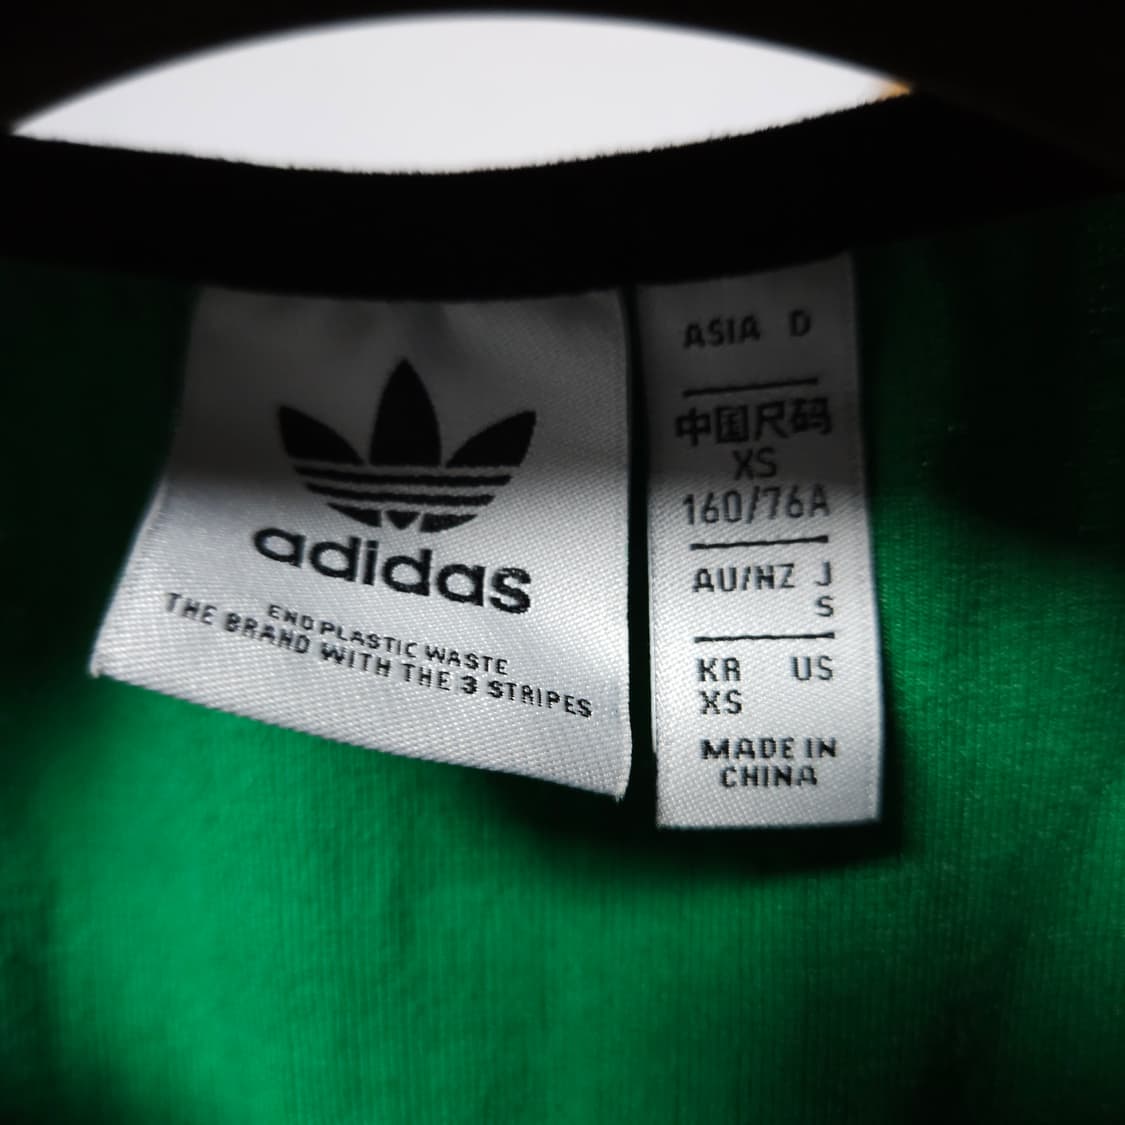 adidas
END PLASTIC WASTE
THE BRAND WITH THE 3 STRIPES
ASIA D
中国尺码
XS
160/76A
AU/NZ J
S
KR US
XS
MADE IN
CHINA